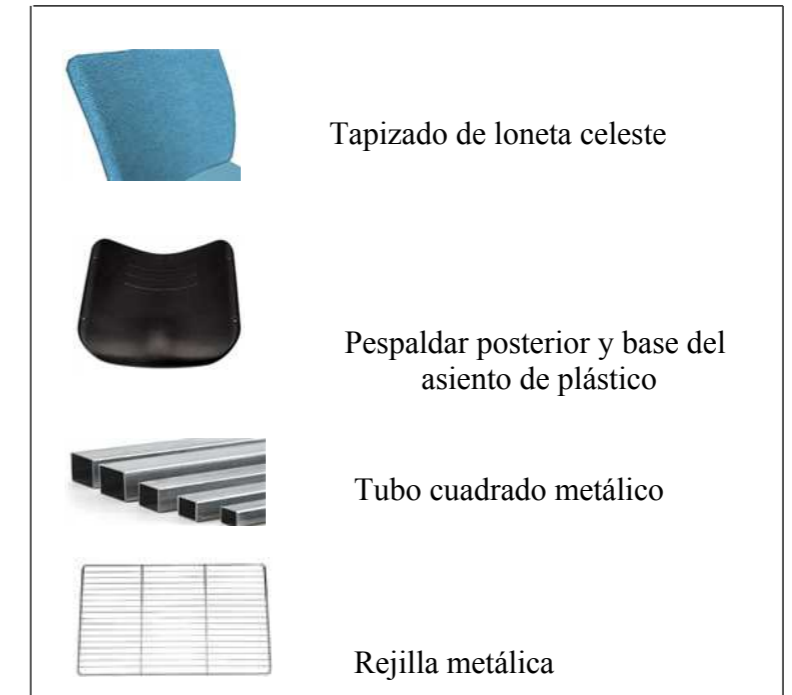 Tapizado de loneta celeste
Pespaldar posterior y base del
asiento de plástico
Tubo cuadrado metálico
Rejilla metálica